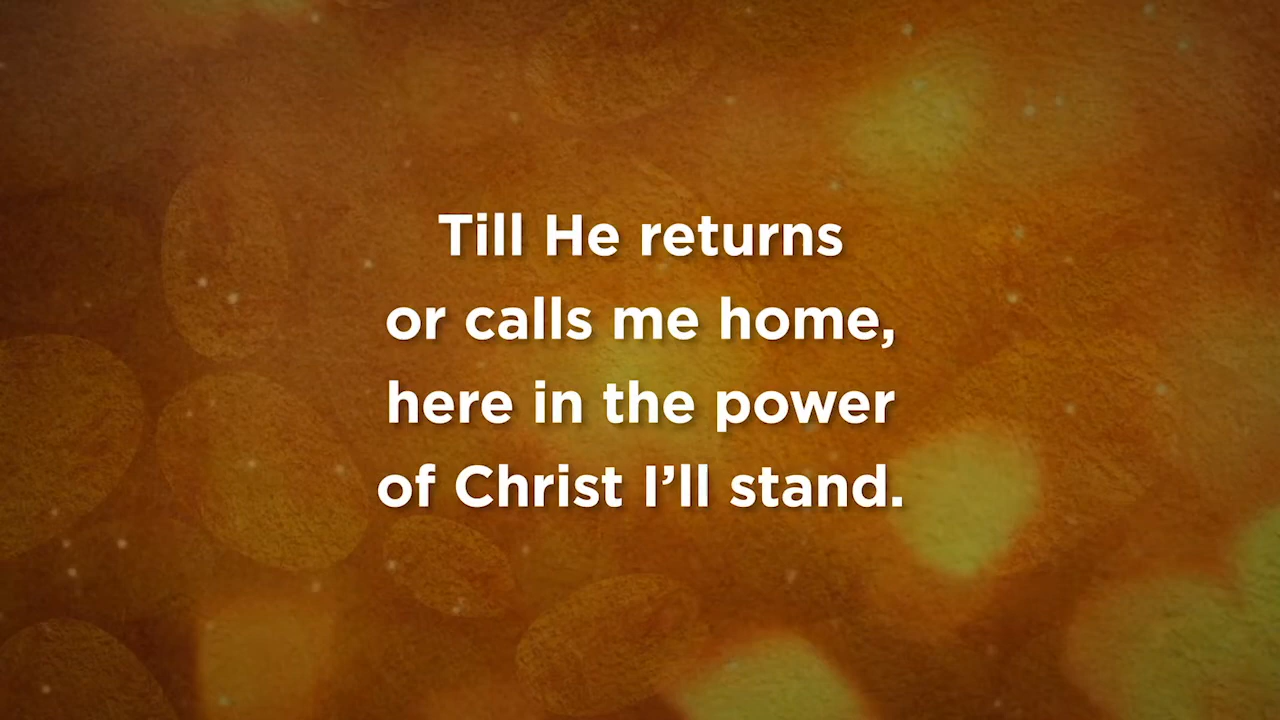 Till He returns
or calls me home,
here in the power
of Christ I’ll stand.